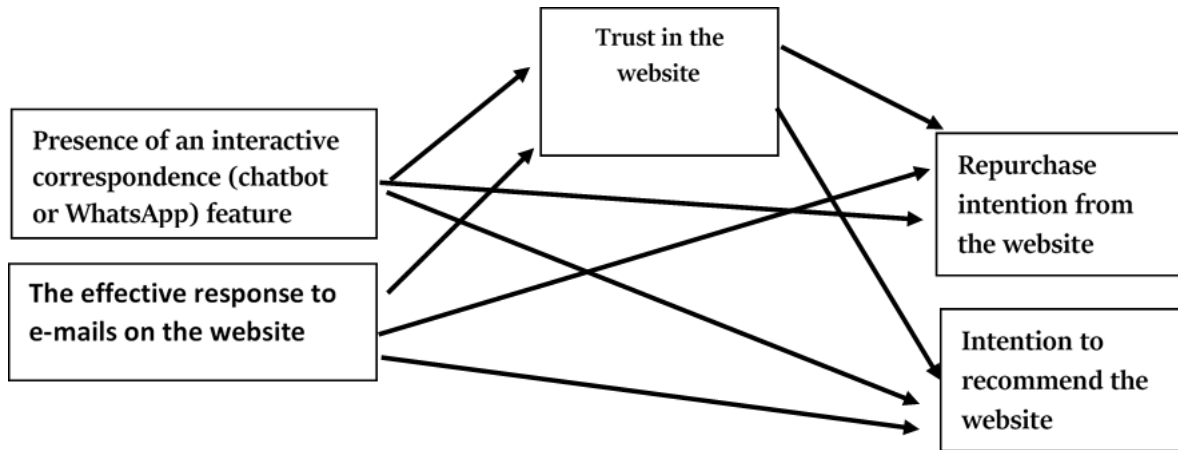 Trust in the
website
Presence of an interactive
correspondence (chatbot
or WhatsApp) feature
The effective response to
e-mails on the website
Repurchase
intention from
the website
Intention to
recommend the
website